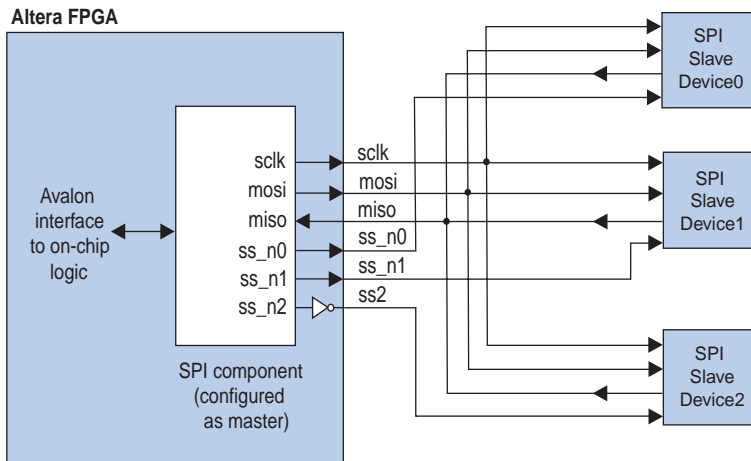 Altera FPGA
Avalon
interface
to on-chip
logic
sclk
mosi
miso
ss_n0
ss_n1
ss_n2
SPI component
(configured
as master)
sclk
mosi
miso
ss_n0
ss_n1
ss2
SPI
Slave
Device0
SPI
Slave
Device1
SPI
Slave
Device2